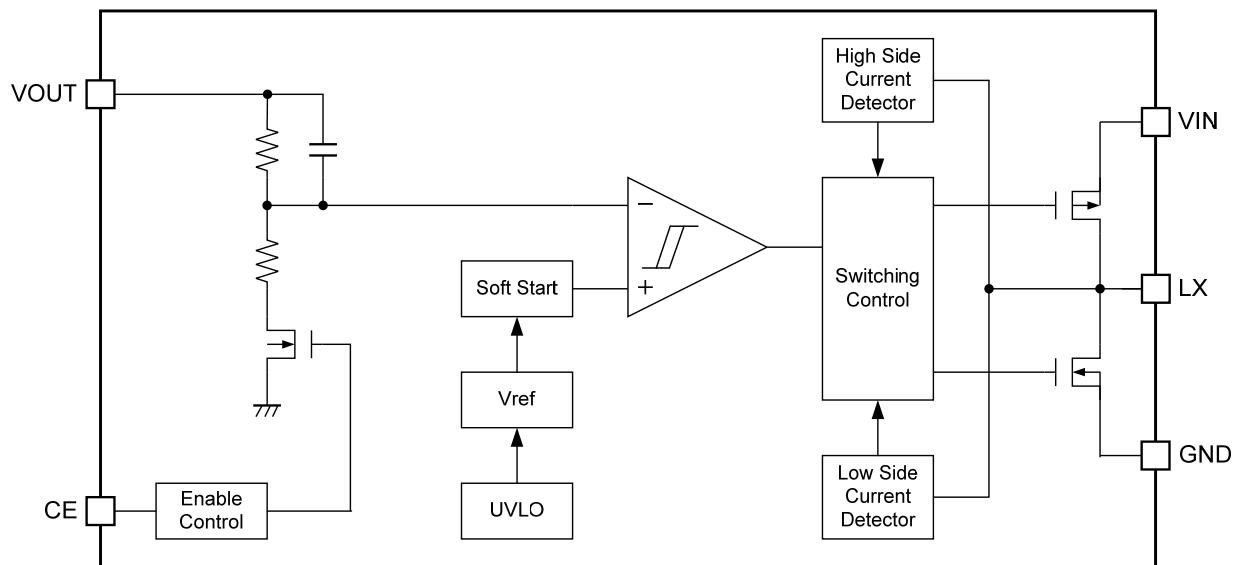 VOUT
High Side
Current
Detector
VIN
−
+
Soft Start
Switching
Control
LX
Vref
GND
CE
Enable
Control
UVLO
Low Side
Current
Detector